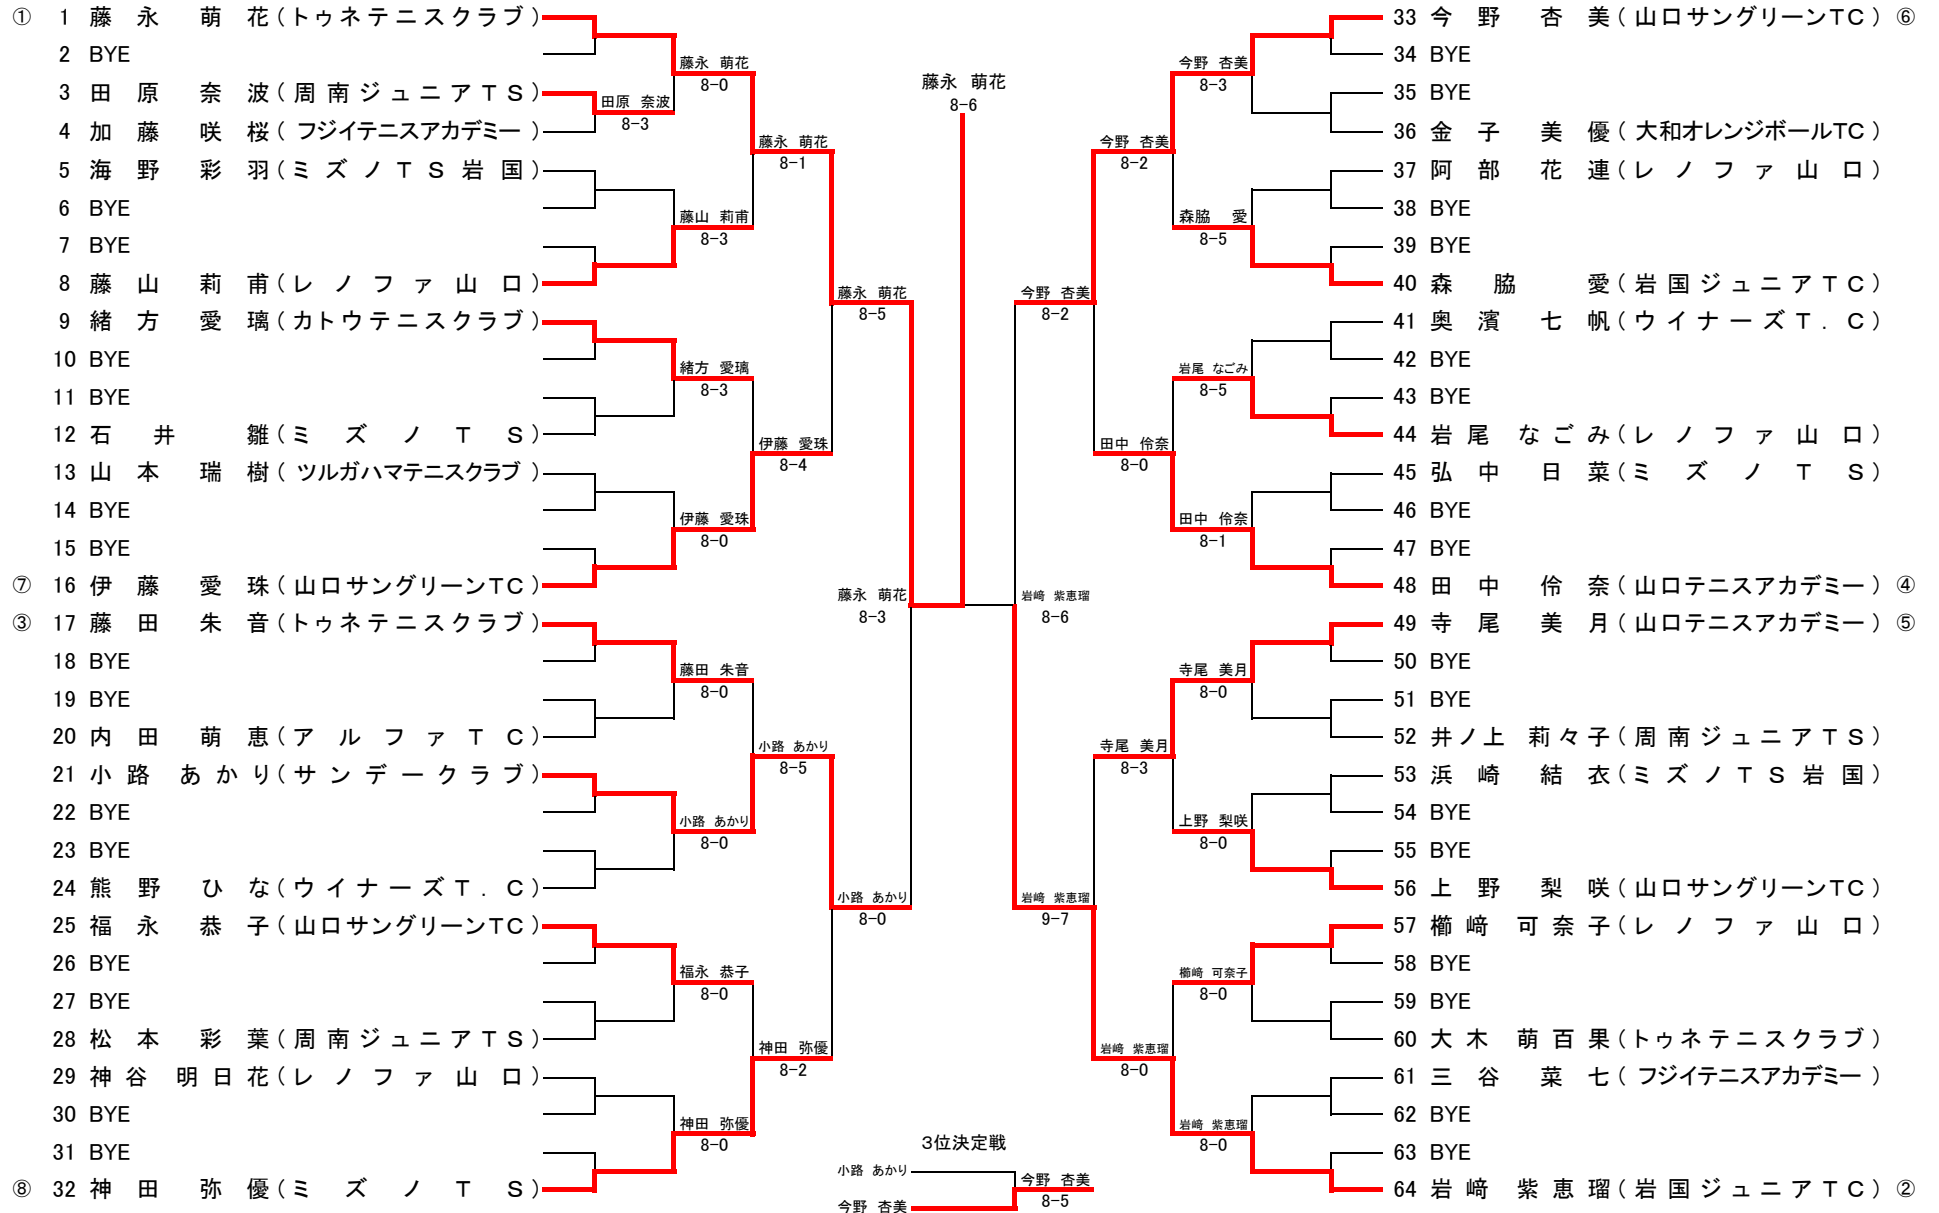 ① 1 藤永 萌花(トゥネテニスクラブ)
2 BYE
3 田原 奈波(周南ジュニアTS)
4 加藤 咲桜(フジイテニスアカデミー)
5 海野 彩羽(ミズノTS岩国)
6 BYE
7 BYE
8 藤山 莉甫(レノファ山口)
9 緒方 愛璃(カトウテニスクラブ)
10 BYE
11 BYE
12 石井 雛(ミズノTS)
13 山本 瑞樹(ツルガハマテニスクラブ)
14 BYE
15 BYE
⑦ 16 伊藤 愛珠(山口サングリーンTC)
③ 17 藤田 朱音(トゥネテニスクラブ)
18 BYE
19 BYE
20 内田 萌恵(アルファTC)
21 小路 あかり(サンデークラブ)
22 BYE
23 BYE
24 熊野 ひな(ウイナーズT.C)
25 福永 恭子(山口サングリーンTC)
26 BYE
27 BYE
28 松本 彩葉(周南ジュニアTS)
29 神谷 明日花(レノファ山口)
30 BYE
31 BYE
⑧ 32 神田 弥優(ミズノTS)
田原 奈波
8-3
藤永 萌花
8-0
藤山 莉甫
8-3
緒方 愛璃
8-3
伊藤 愛珠
8-0
藤田 朱音
8-0
小路 あかり
8-0
福永 恭子
8-0
神田 弥優
8-0
藤永 萌花
8-1
伊藤 愛珠
8-4
小路 あかり
8-5
神田 弥優
8-2
藤永 萌花
8-5
小路 あかり
8-0
藤永 萌花
8-3
藤永 萌花
8-6
岩﨑 紫恵瑠
8-6
今野 杏美
8-2
岩﨑 紫恵瑠
9-7
今野 杏美
8-2
田中 伶奈
8-0
寺尾 美月
8-3
岩﨑 紫恵瑠
8-0
今野 杏美
8-3
森脇 愛
8-5
岩尾 なごみ
8-5
田中 伶奈
8-1
寺尾 美月
8-0
上野 梨咲
8-0
櫛﨑 可奈子
8-0
岩﨑 紫恵瑠
8-0
33 今野 杏美(山口サングリーンTC) ⑥
34 BYE
35 BYE
36 金子 美優(大和オレンジボールTC)
37 阿部 花連(レノファ山口)
38 BYE
39 BYE
40 森脇 愛(岩国ジュニアTC)
41 奥濱 七帆(ウイナーズT.C)
42 BYE
43 BYE
44 岩尾 なごみ(レノファ山口)
45 弘中 日菜(ミズノTS)
46 BYE
47 BYE
48 田中 伶奈(山口テニスアカデミー) ④
49 寺尾 美月(山口テニスアカデミー) ⑤
50 BYE
51 BYE
52 井ノ上 莉々子(周南ジュニアTS)
53 浜崎 結衣(ミズノTS岩国)
54 BYE
55 BYE
56 上野 梨咲(山口サングリーンTC)
57 櫛﨑 可奈子(レノファ山口)
58 BYE
59 BYE
60 大木 萌百果(トゥネテニスクラブ)
61 三谷 菜七(フジイテニスアカデミー)
62 BYE
63 BYE
64 岩﨑 紫恵瑠(岩国ジュニアTC) ②
3位決定戦
小路 あかり
今野 杏美
今野 杏美
8-5